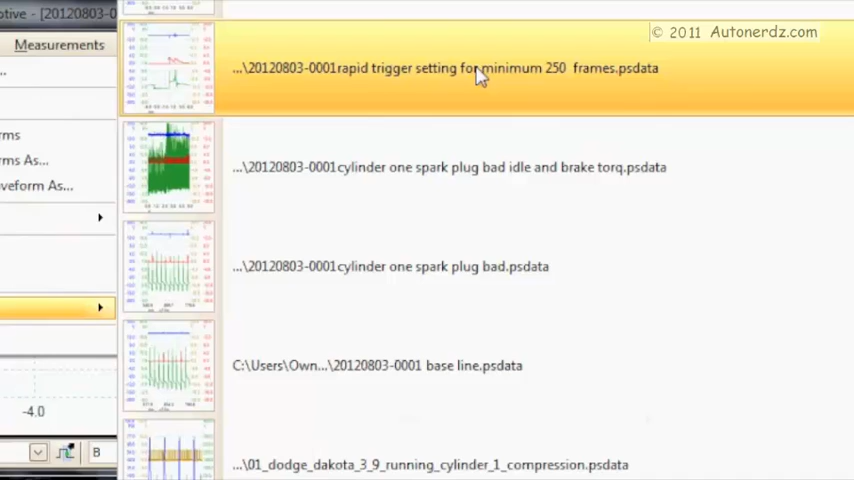 otive - [20120803-0
© 2011 Autonerdz.com
Measurements
...\20120803-0001rapid trigger setting for minimum 250 frames.psdata
rms
...\20120803-0001cylinder one spark plug bad idle and brake torq.psdata
rms As...
veform As...
...\20120803-0001cylinder one spark plug bad.psdata
C:\Users\Own...\20120803-0001 base line.psdata
-4.0
B
...\01_dodge_dakota_3_9_running_cylinder_1_compression.psdata